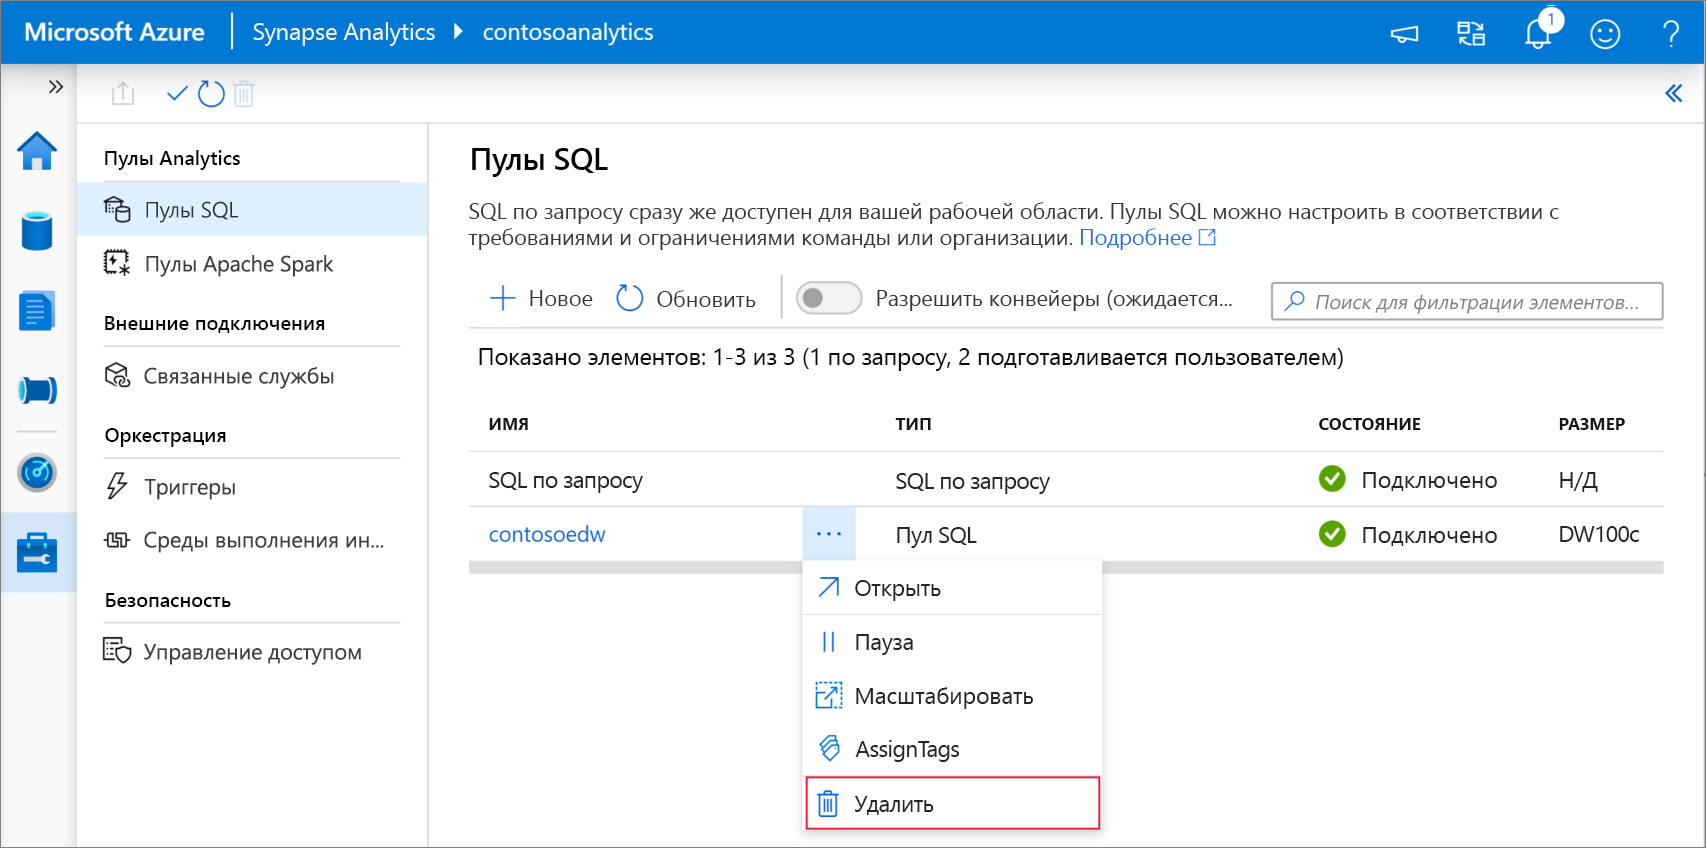 Microsoft Azure Synapse Analytics contosoanalytics 1 ?
Пулы Analytics
Пулы SQL
Пулы Apache Spark
Внешние подключения
Связанные службы
Оркестрация
Триггеры
Среды выполнения ин...
Безопасность
Управление доступом
Пулы SQL
SQL по запросу сразу же доступен для вашей рабочей области. Пулы SQL можно настроить в соответствии с
требованиями и ограничениями команды или организации. Подробнее
Новое Обновить Разрешить конвейеры (ожидается... Поиск для фильтрации элементов...
Показано элементов: 1-3 из 3 (1 по запросу, 2 подготавливается пользователем)
ИМЯ ТИП СОСТОЯНИЕ РАЗМЕР
SQL по запросу SQL по запросу Подключено Н/Д
contosoedw ... Пул SQL Подключено DW100c
Открыть
Пауза
Масштабировать
AssignTags
Удалить